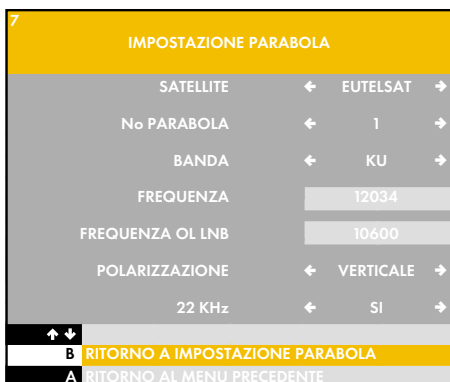 7
IMPOSTAZIONE PARABOLA
SATELLITE ← EUTELSAT →
No PARABOLA ← 1 →
BANDA ← KU →
FREQUENZA 12034
FREQUENZA OL LNB 10600
POLARIZZAZIONE ← VERTICALE →
22 KHz ← SI →
↑ ↓
B RITORNO A IMPOSTAZIONE PARABOLA
A RITORNO AL MENU PRECEDENTE